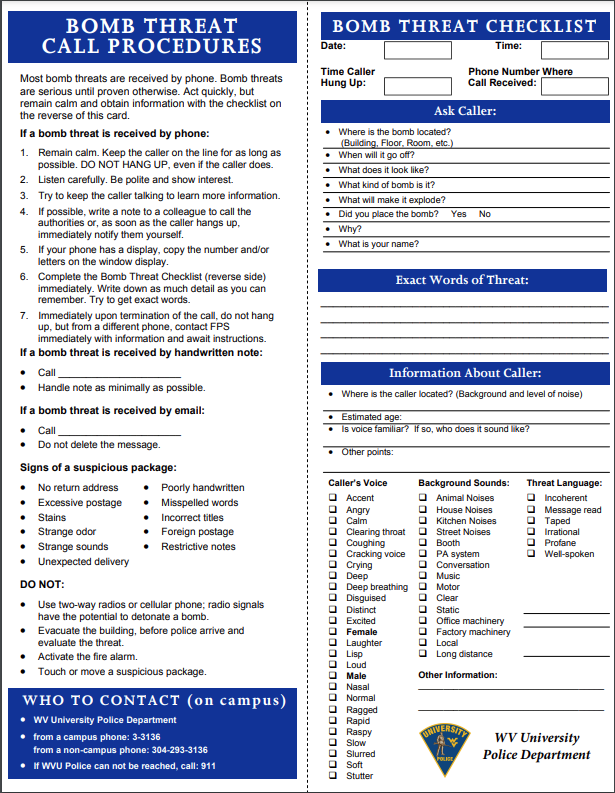 BOMB THREAT
CALL PROCEDURES
Most bomb threats are received by phone. Bomb threats
are serious until proven otherwise. Act quickly, but
remain calm and obtain information with the checklist on
the reverse of this card.
If a bomb threat is received by phone:
1. Remain calm. Keep the caller on the line for as long as
possible. DO NOT HANG UP, even if the caller does.
2. Listen carefully. Be polite and show interest.
3. Try to keep the caller talking to learn more information.
4. If possible, write a note to a colleague to call the
authorities or, as soon as the caller hangs up,
immediately notify them yourself.
5. If your phone has a display, copy the number and/or
letters on the window display.
6. Complete the Bomb Threat Checklist (reverse side)
immediately. Write down as much detail as you can
remember. Try to get exact words.
7. Immediately upon termination of the call, do not hang
up, but from a different phone, contact FPS
immediately with information and await instructions.
If a bomb threat is received by handwritten note:
• Call ______________________
• Handle note as minimally as possible.
If a bomb threat is received by email:
• Call ______________________
• Do not delete the message.
Signs of a suspicious package:
• No return address
• Excessive postage
• Stains
• Strange odor
• Strange sounds
• Unexpected delivery
• Poorly handwritten
• Misspelled words
• Incorrect titles
• Foreign postage
• Restrictive notes
DO NOT:
• Use two-way radios or cellular phone; radio signals
have the potential to detonate a bomb.
• Evacuate the building, before police arrive and
evaluate the threat.
• Activate the fire alarm.
• Touch or move a suspicious package.
WHO TO CONTACT (on campus)
• WV University Police Department
• from a campus phone: 3-3136
from a non-campus phone: 304-293-3136
• If WVU Police can not be reached, call: 911
BOMB THREAT CHECKLIST
Date:
Time:
Time Caller
Hung Up:
Phone Number Where
Call Received:
Ask Caller:
• Where is the bomb located?
(Building, Floor, Room, etc.)
• When will it go off?
• What does it look like?
• What kind of bomb is it?
• What will make it explode?
• Did you place the bomb? Yes No
• Why?
• What is your name?
Exact Words of Threat:
Information About Caller:
• Where is the caller located? (Background and level of noise)
• Estimated age:
• Is voice familiar? If so, who does it sound like?
• Other points:
Caller's Voice
❑ Accent
❑ Angry
❑ Calm
❑ Clearing throat
❑ Coughing
❑ Cracking voice
❑ Crying
❑ Deep
❑ Deep breathing
❑ Disguised
❑ Distinct
❑ Excited
❑ Female
❑ Laughter
❑ Lisp
❑ Loud
❑ Male
❑ Nasal
❑ Normal
❑ Ragged
❑ Rapid
❑ Raspy
❑ Slow
❑ Slurred
❑ Soft
❑ Stutter
Background Sounds:
❑ Animal Noises
❑ House Noises
❑ Kitchen Noises
❑ Street Noises
❑ Booth
❑ PA system
❑ Conversation
❑ Music
❑ Motor
❑ Clear
❑ Static
❑ Office machinery
❑ Factory machinery
❑ Local
❑ Long distance
Threat Language:
❑ Incoherent
❑ Message read
❑ Taped
❑ Irrational
❑ Profane
❑ Well-spoken
Other Information:
UNIVERSITY
POLICE
WV University
Police Department